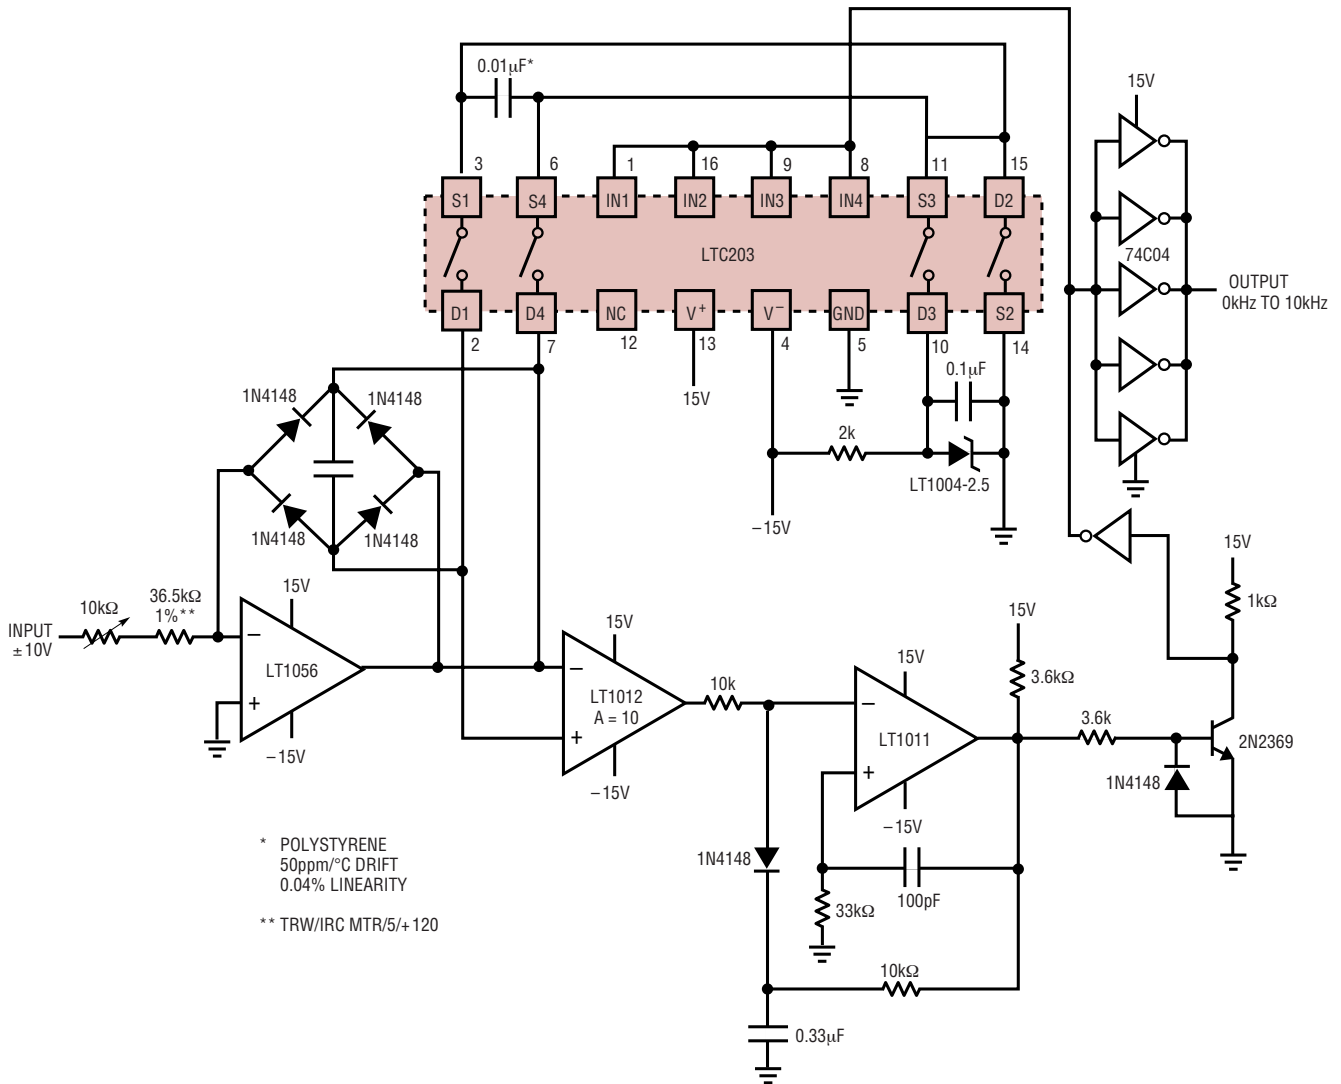 0.01µF*
15V
3
6
1
16
9
8
11
15
S1
S4
IN1
IN2
IN3
IN4
S3
D2
LTC203
74C04
OUTPUT
0kHz TO 10kHz
D1
D4
NC
V+
V–
GND
D3
S2
2
7
12
13
4
5
10
14
15V
0.1µF
1N4148
1N4148
2k
LT1004-2.5
1N4148
1N4148
–15V
15V
1kΩ
INPUT
±10V
10kΩ
36.5kΩ
1%**
15V
–
LT1056
+
–15V
15V
–
LT1012
A = 10
+
–15V
10k
15V
–
LT1011
+
–15V
15V
3.6kΩ
3.6k
2N2369
1N4148
1N4148
100pF
33kΩ
10kΩ
0.33µF
* POLYSTYRENE
50ppm/°C DRIFT
0.04% LINEARITY
** TRW/IRC MTR/5/+120